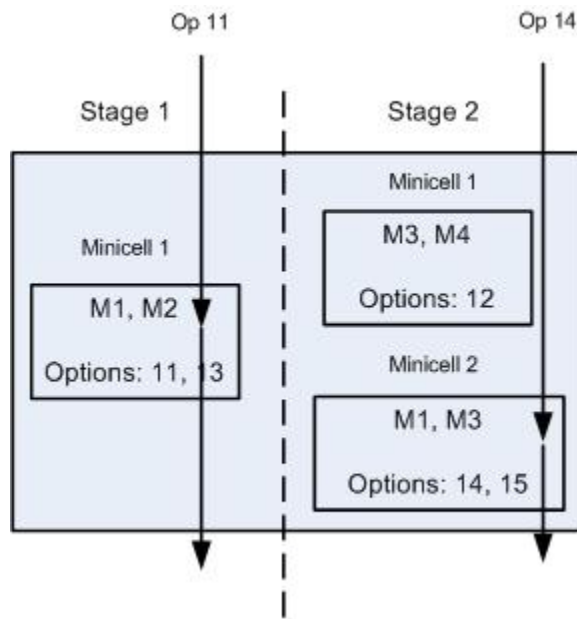 Op 11
Op 14
Stage 1
Stage 2
Minicell 1
M1, M2
Options: 11, 13
Minicell 1
M3, M4
Options: 12
Minicell 2
M1, M3
Options: 14, 15